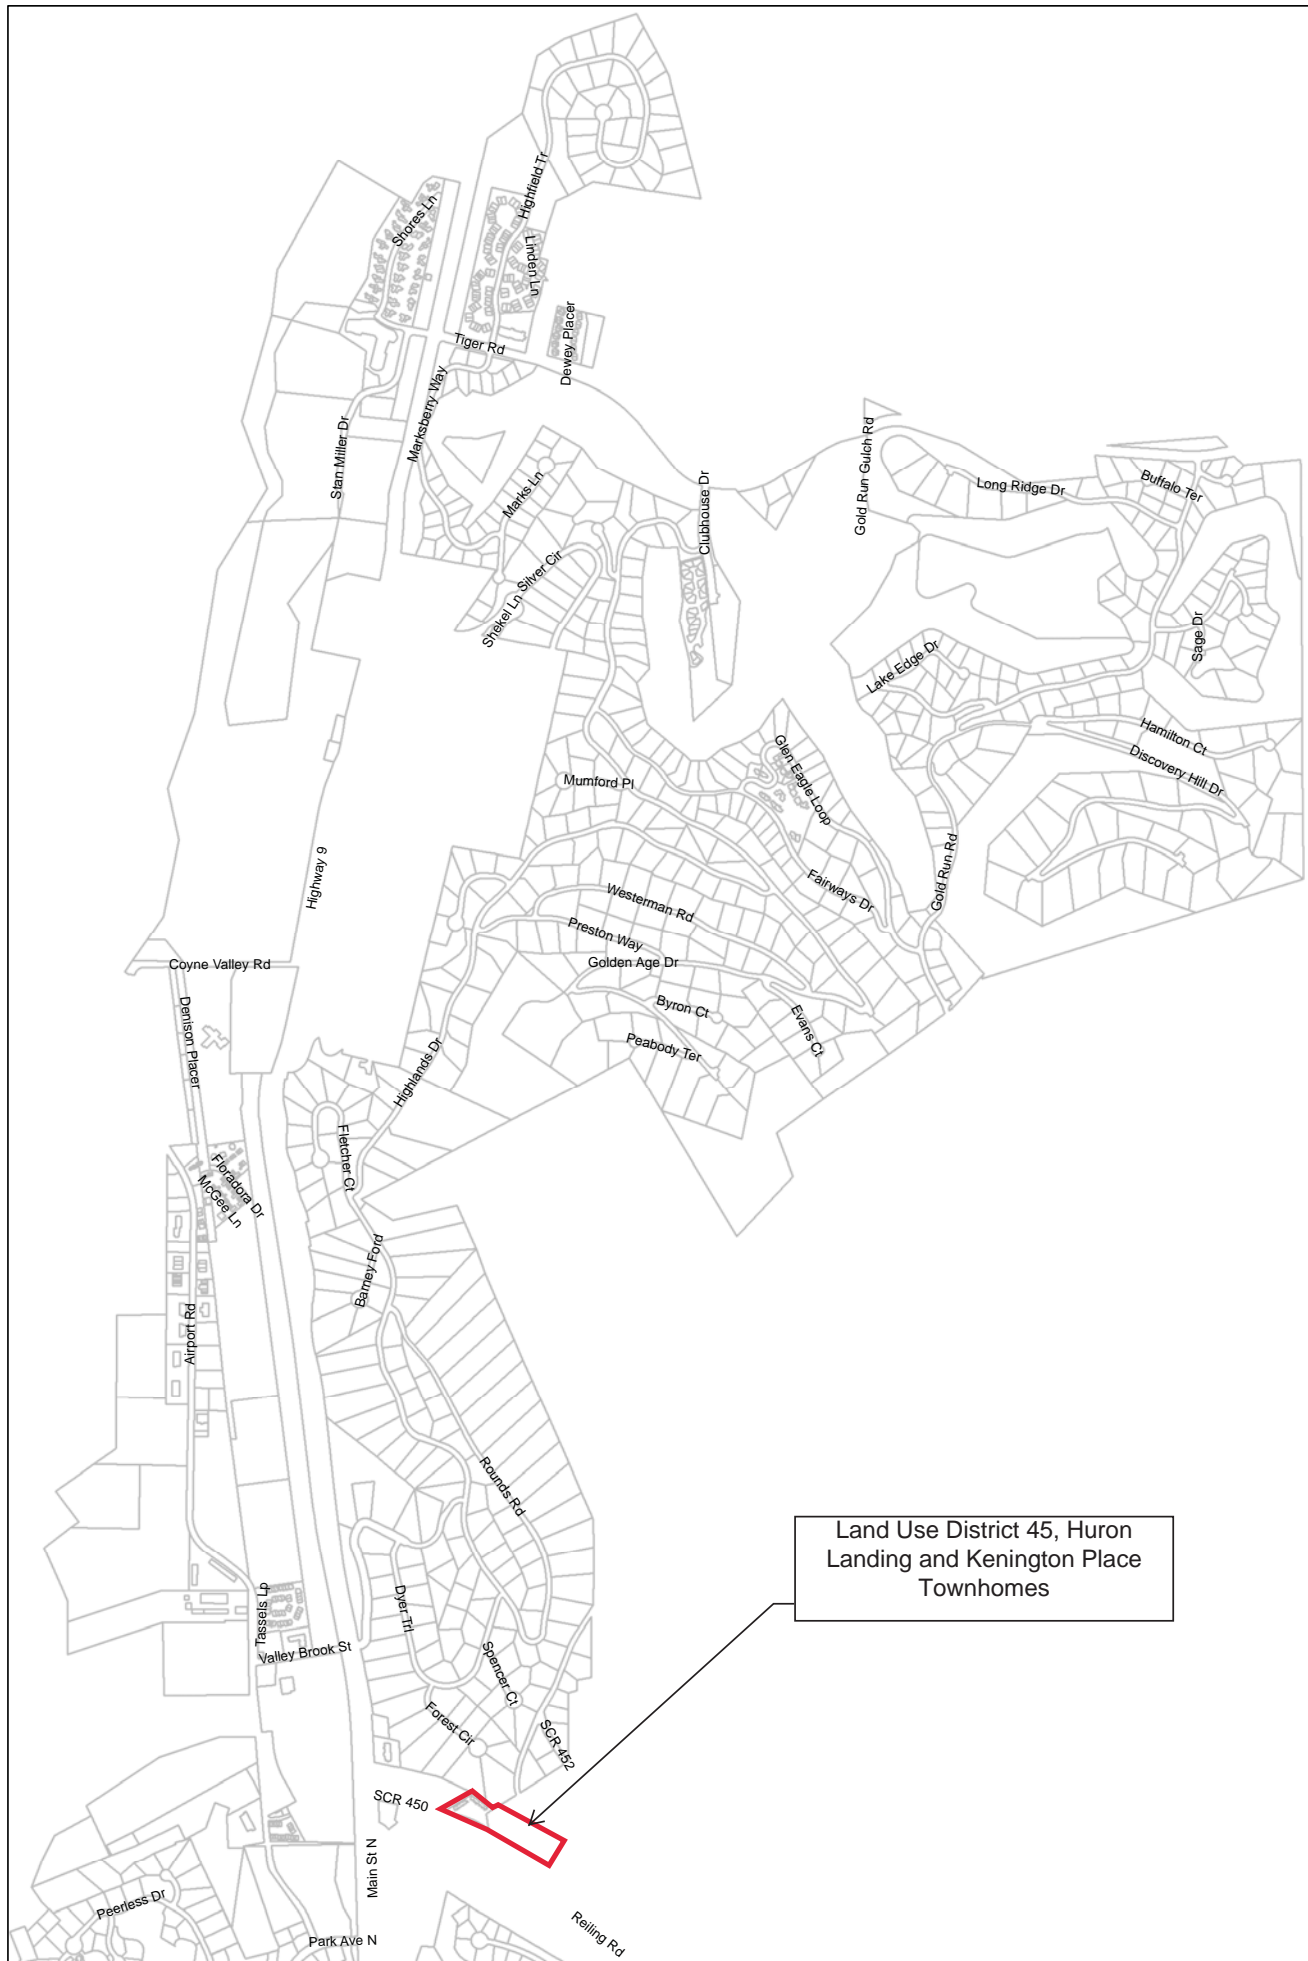 Highfield Tr
Shores Ln
Linden Ln
Dewey Placer
Tiger Rd
Marksberry Way
Stan Miller Dr
Marks Ln
Clubhouse Dr
Gold Run Gulch Rd
Long Ridge Dr
Buffalo Ter
Silver Cir
Shekel Ln
Sage Dr
Lake Edge Dr
Hamilton Ct
Discovery Hill Dr
Glen Eagle Loop
Mumford Pl
Highway 9
Fairways Dr
Gold Run Rd
Westerman Rd
Preston Way
Golden Age Dr
Coyne Valley Rd
Denison Placer
Byron Ct
Evans Ct
Peabody Ter
Highlands Dr
Fletcher Ct
Floradora Dr
McGee Ln
Barney Ford
Airport Rd
Rounds Rd
Land Use District 45, Huron
Landing and Kenington Place
Townhomes
Tassels Lp
Dyer Trl
Valley Brook St
Spencer Ct
Forest Cir
SCR 452
SCR 450
Main St N
Peerless Dr
Park Ave N
Reiling Rd